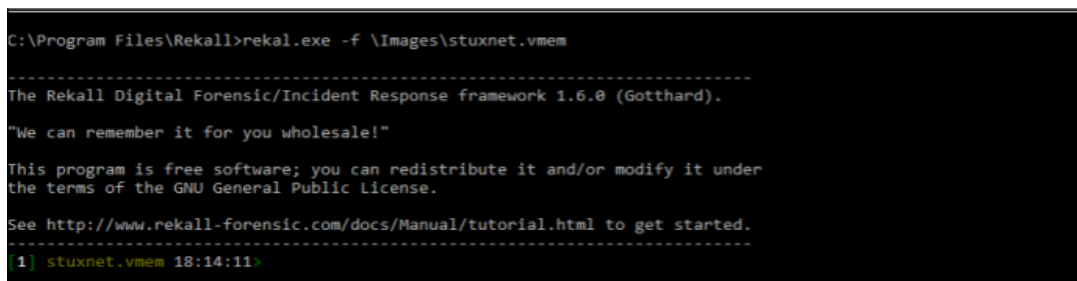 C:\Program Files\Rekall>rekal.exe -f \Images\stuxnet.vmem
----------------------------------------------------------------------------
The Rekall Digital Forensic/Incident Response framework 1.6.0 (Gotthard).
"We can remember it for you wholesale!"
This program is free software; you can redistribute it and/or modify it under
the terms of the GNU General Public License.
See http://www.rekall-forensic.com/docs/Manual/tutorial.html to get started.
----------------------------------------------------------------------------
[1] stuxnet.vmem 18:14:11>